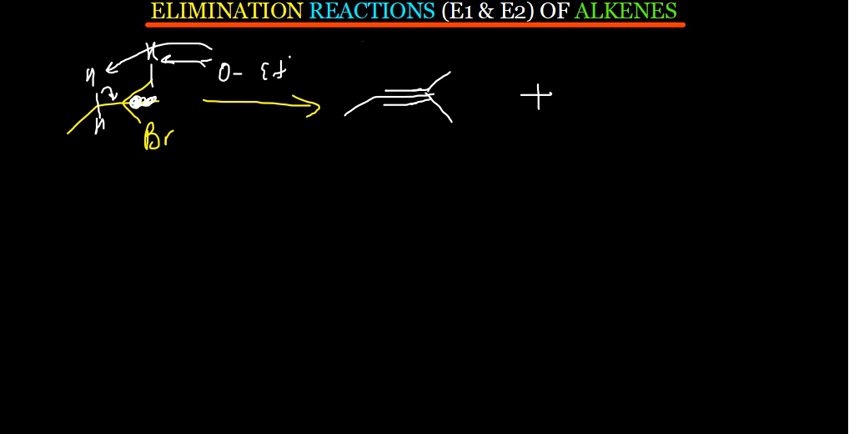 ELIMINATION REACTIONS (E1 & E2) OF ALKENES
H
H O- Et
H
Br
+